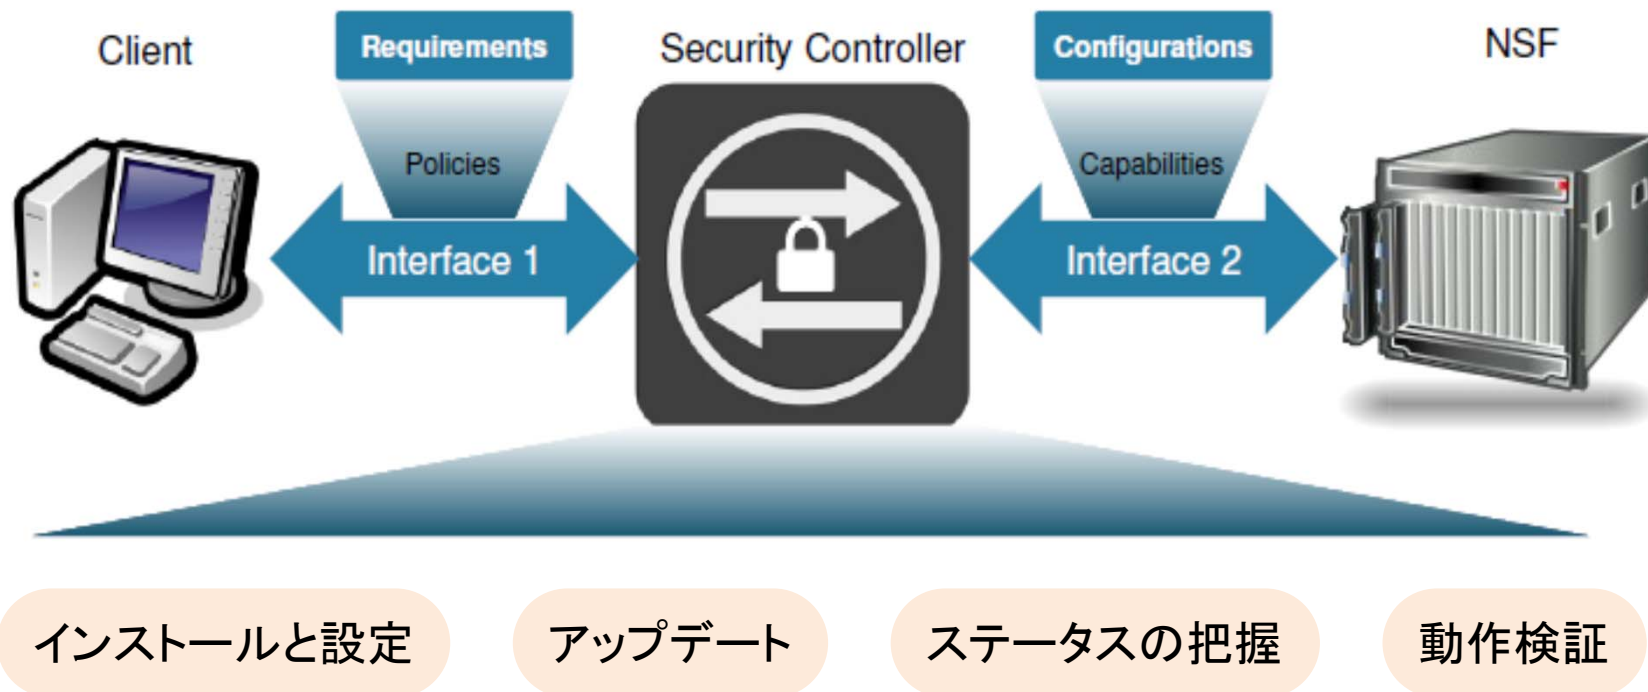 Client
Requirements
Security Controller
Configurations
NSF
Policies
Capabilities
Interface 1
Interface 2
インストールと設定
アップデート
ステータスの把握
動作検証